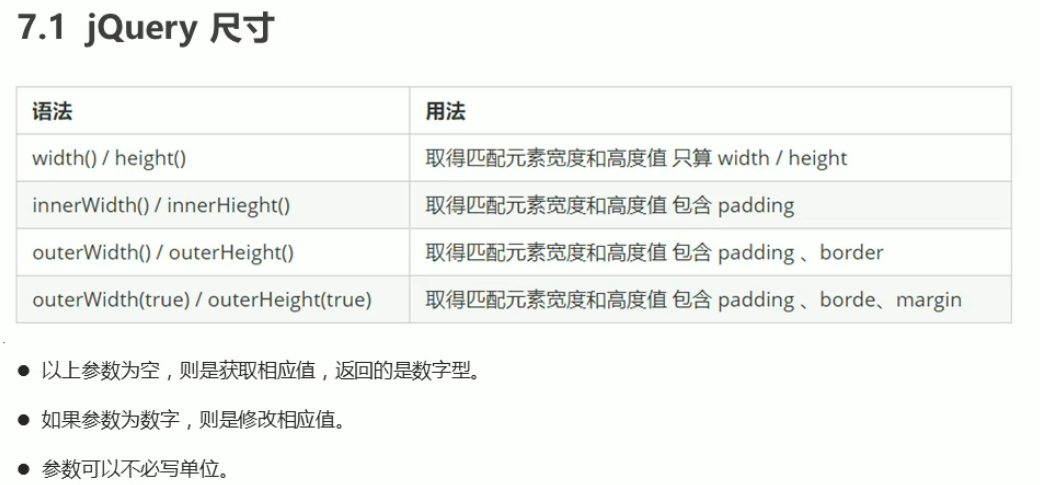 7.1 jQuery 尺寸
语法 用法
width() / height() 取得匹配元素宽度和高度值 只算 width / height
innerWidth() / innerHieght() 取得匹配元素宽度和高度值 包含 padding
outerWidth() / outerHeight() 取得匹配元素宽度和高度值 包含 padding 、border
outerWidth(true) / outerHeight(true) 取得匹配元素宽度和高度值 包含 padding 、borde、margin
● 以上参数为空，则是获取相应值，返回的是数字型。
● 如果参数为数字，则是修改相应值。
● 参数可以不必写单位。